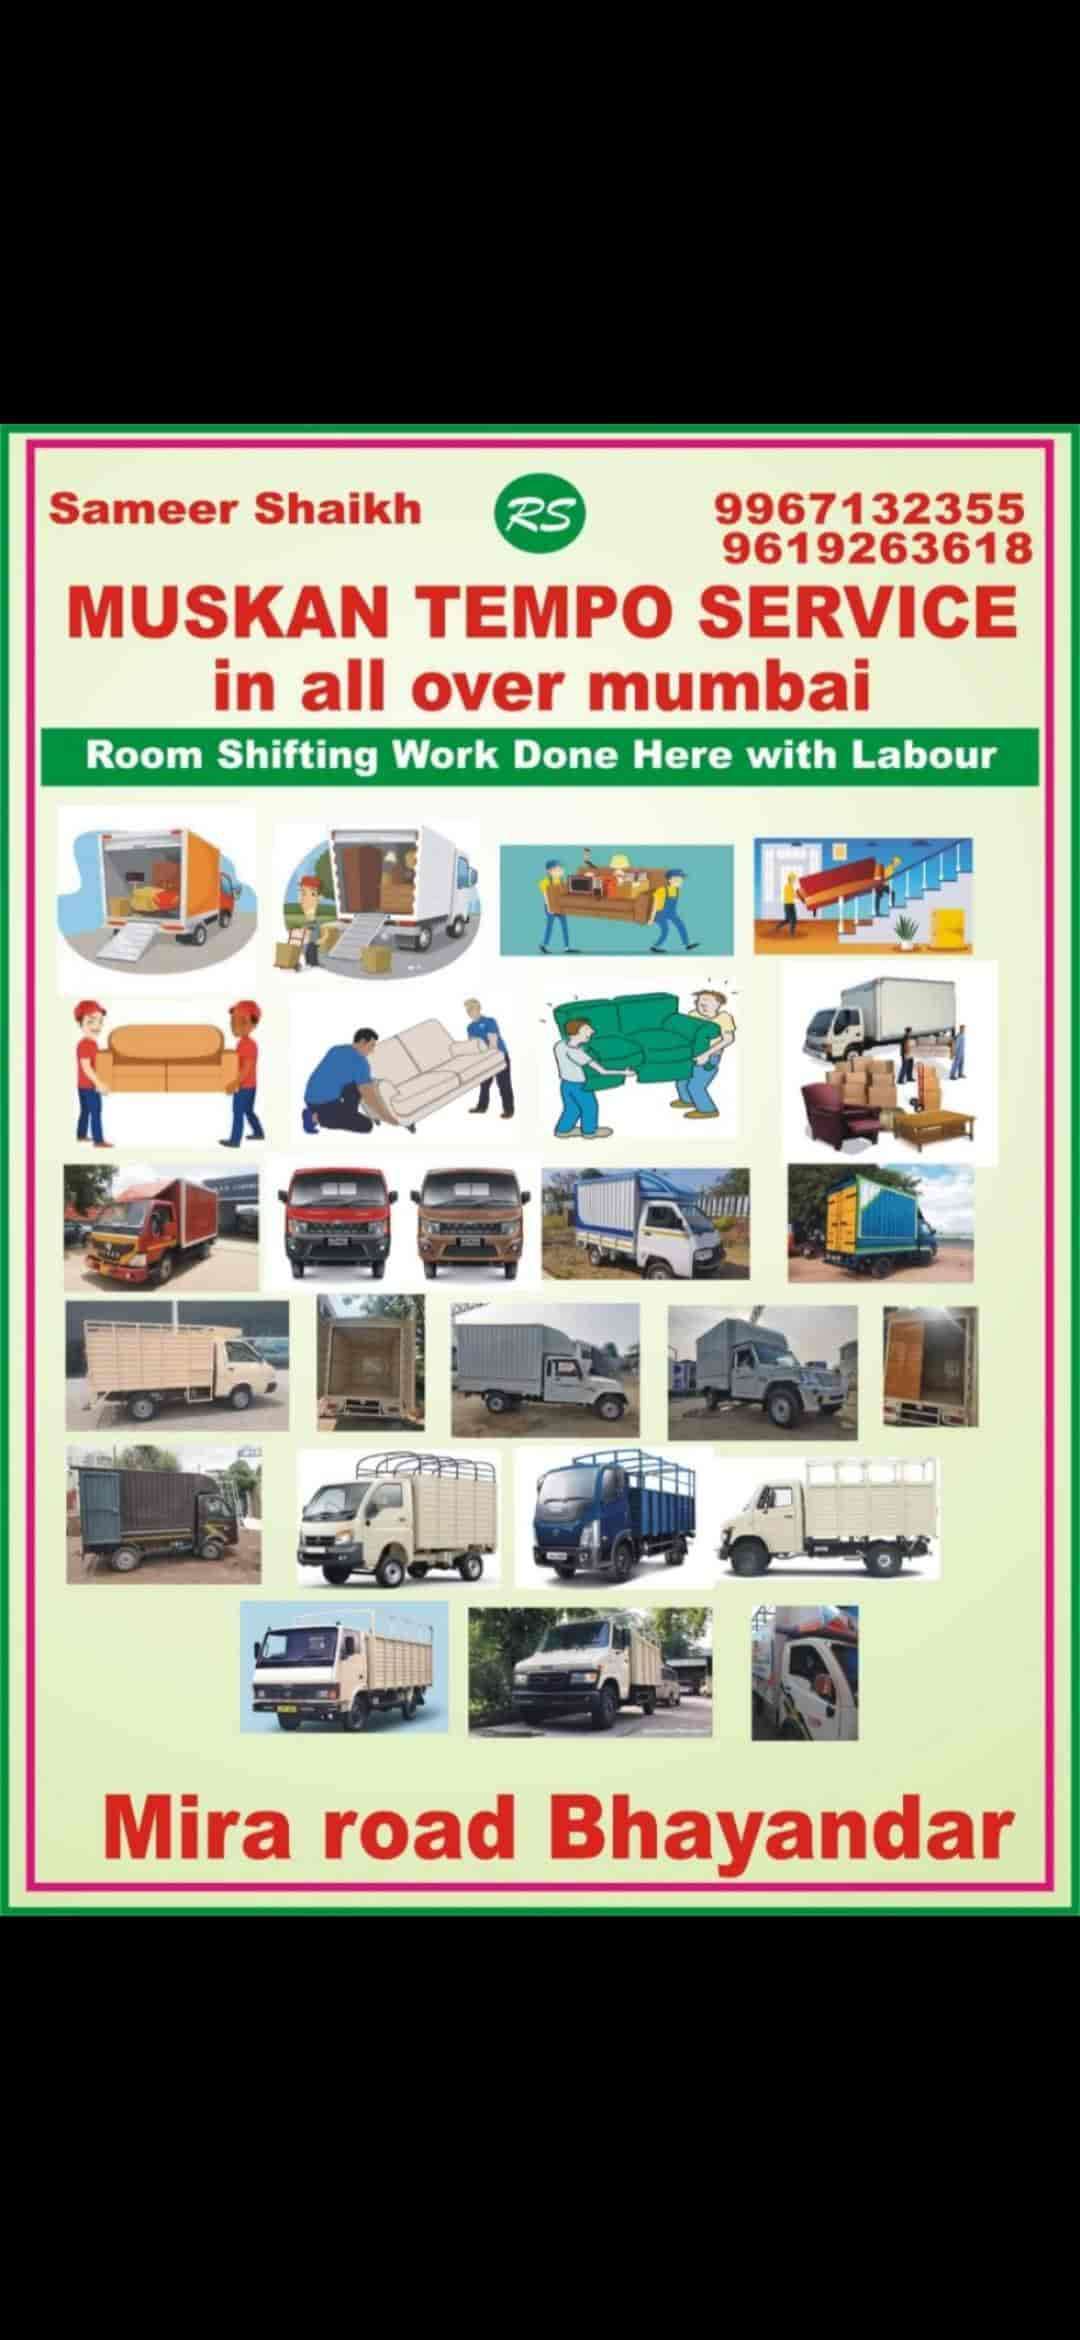 Sameer Shaikh
RS
9967132355
9619263618
MUSKAN TEMPO SERVICE
in all over mumbai
Room Shifting Work Done Here with Labour
Mira road Bhayandar